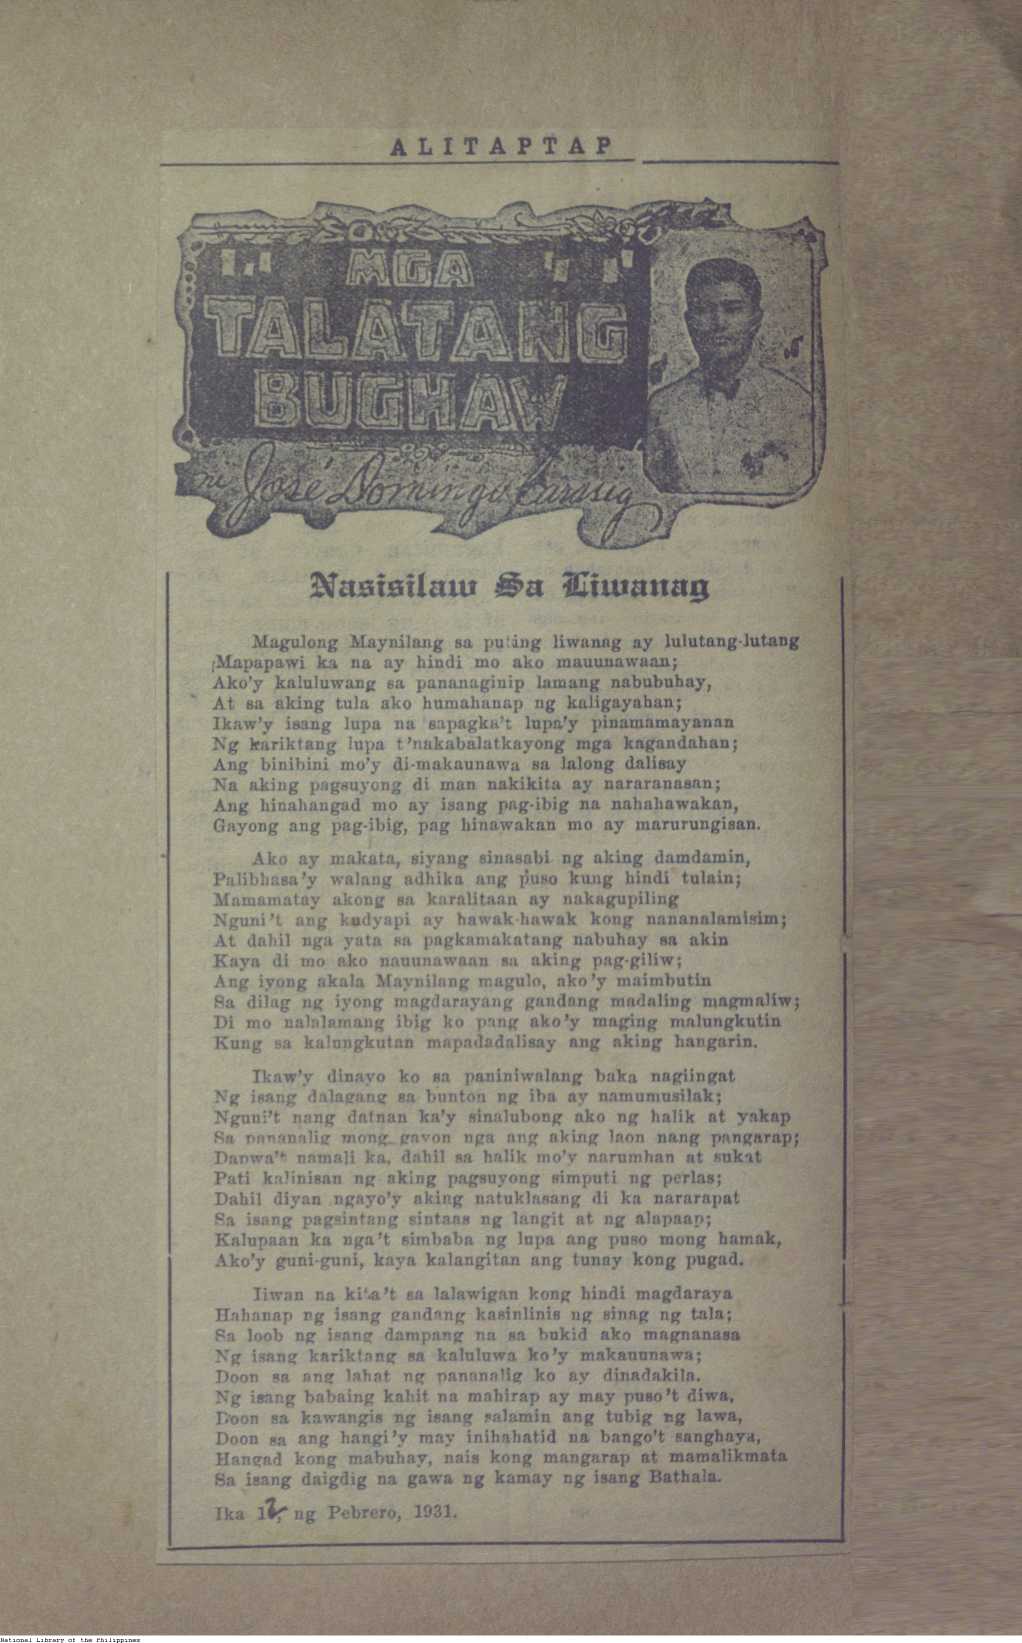 ALITAPTAP
MGA
TALATANG
BUGHAW
ni José Domingo Karasig
Nasisilaw Sa Liwanag
Magulong Maynilang sa puting liwanag ay lulutang-lutang
Mapapawi ka na ay hindi mo ako mauunawaan;
Ako'y kaluluwang sa pananaginip lamang nabubuhay,
At sa aking tula ako humahanap ng kaligayahan;
Ikaw'y isang lupa na sapagka't lupa'y pinamamayanan
Ng kariktang lupa t'nakabalatkayong mga kagandahan;
Ang binibini mo'y di-makaunawa sa lalong dalisay
Na aking pagsuyong di man nakikita ay nararanasan;
Ang hinahangad mo ay isang pag-ibig na nahahawakan,
Gayong ang pag-ibig, pag hinawakan mo ay marurungisan.
Ako ay makata, siyang sinasabi ng aking damdamin,
Palibhasa'y walang adhika ang puso kung hindi tulain;
Mamamatay akong sa karalitaan ay nakagupiling
Nguni't ang kudyapi ay hawak-hawak kong nananalamisim;
At dahil nga yata sa pagkamakatang nabuhay sa akin
Kaya di mo ako nauunawaan sa aking pag-giliw;
Ang iyong akala Maynilang magulo, ako'y maimbutin
Sa dilag ng iyong magdarayang gandang madaling magmaliw;
Di mo nalalamang ibig ko pang ako'y maging malungkutin
Kung sa kalungkutan mapadadalisay ang aking hangarin.
Ikaw'y dinayo ko sa paniniwalang baka nagiingat
Ng isang dalagang sa bunton ng iba ay namumusilak;
Nguni't nang datnan ka'y sinalubong ako ng halik at yakap
Sa pananalig mong gayon nga ang aking laon nang pangarap;
Dapwa't namali ka, dahil sa halik mo'y narumhan at sukat
Pati kalinisan ng aking pagsuyong simputi ng perlas;
Dahil diyan ngayo'y aking natuklasang di ka nararapat
Sa isang pagsintang sintaas ng langit at ng alapaap;
Kalupaan ka nga't simbaba ng lupa ang puso mong hamak,
Ako'y guni-guni, kaya kalangitan ang tunay kong pugad.
Iiwan na kita't sa lalawigan kong hindi magdaraya
Hahanap ng isang gandang kasinlinis ng sinag ng tala;
Sa loob ng isang dampang na sa bukid ako magnanasa
Ng isang kariktang sa kaluluwa ko'y makauunawa;
Doon sa ang lahat ng pananalig ko ay dinadakila.
Ng isang babaing kahit na mahirap ay may puso't diwa,
Doon sa kawangis ng isang salamin ang tubig ng lawa,
Doon sa ang hangi'y may inihahatid na bango't sanghaya,
Hangad kong mabuhay, nais kong mangarap at mamalikmata
Sa isang daigdig na gawa ng kamay ng isang Bathala.
Ika 12, ng Pebrero, 1931.
National Library of the Philippines